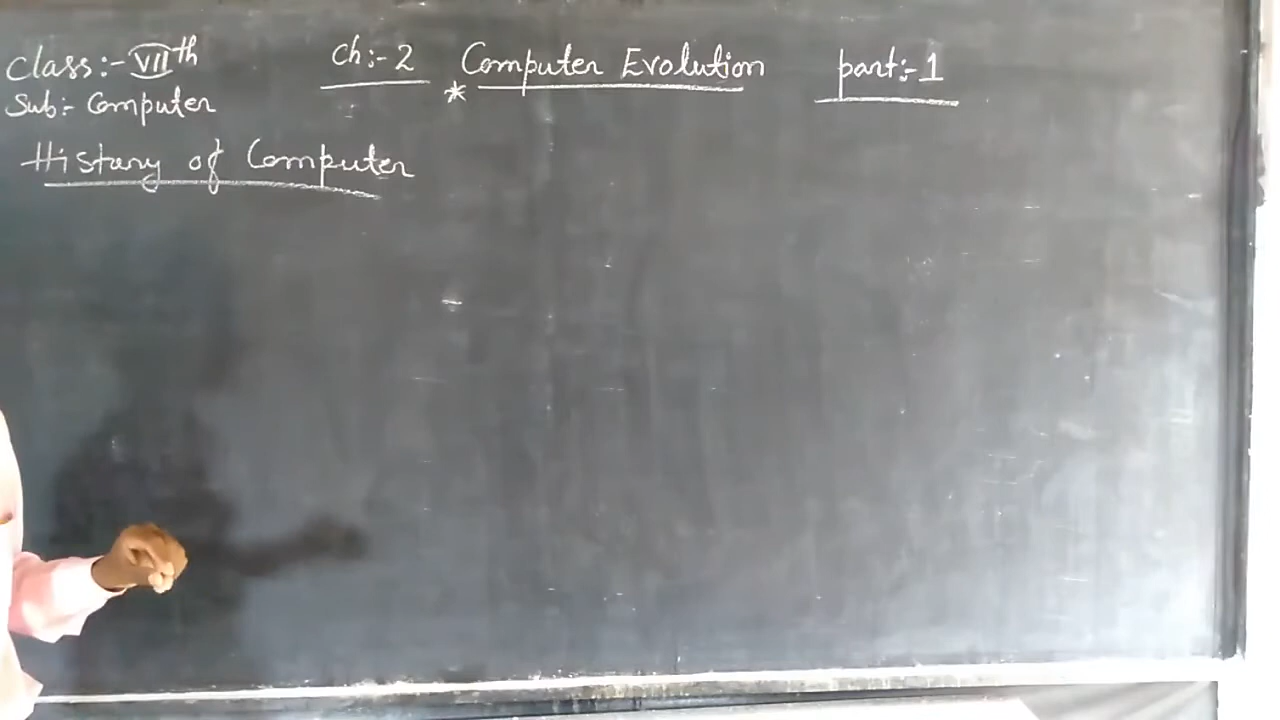 Class:- VIIth ch:- 2 Computer Evolution part:- 1
Sub:- Computer *
History of Computer